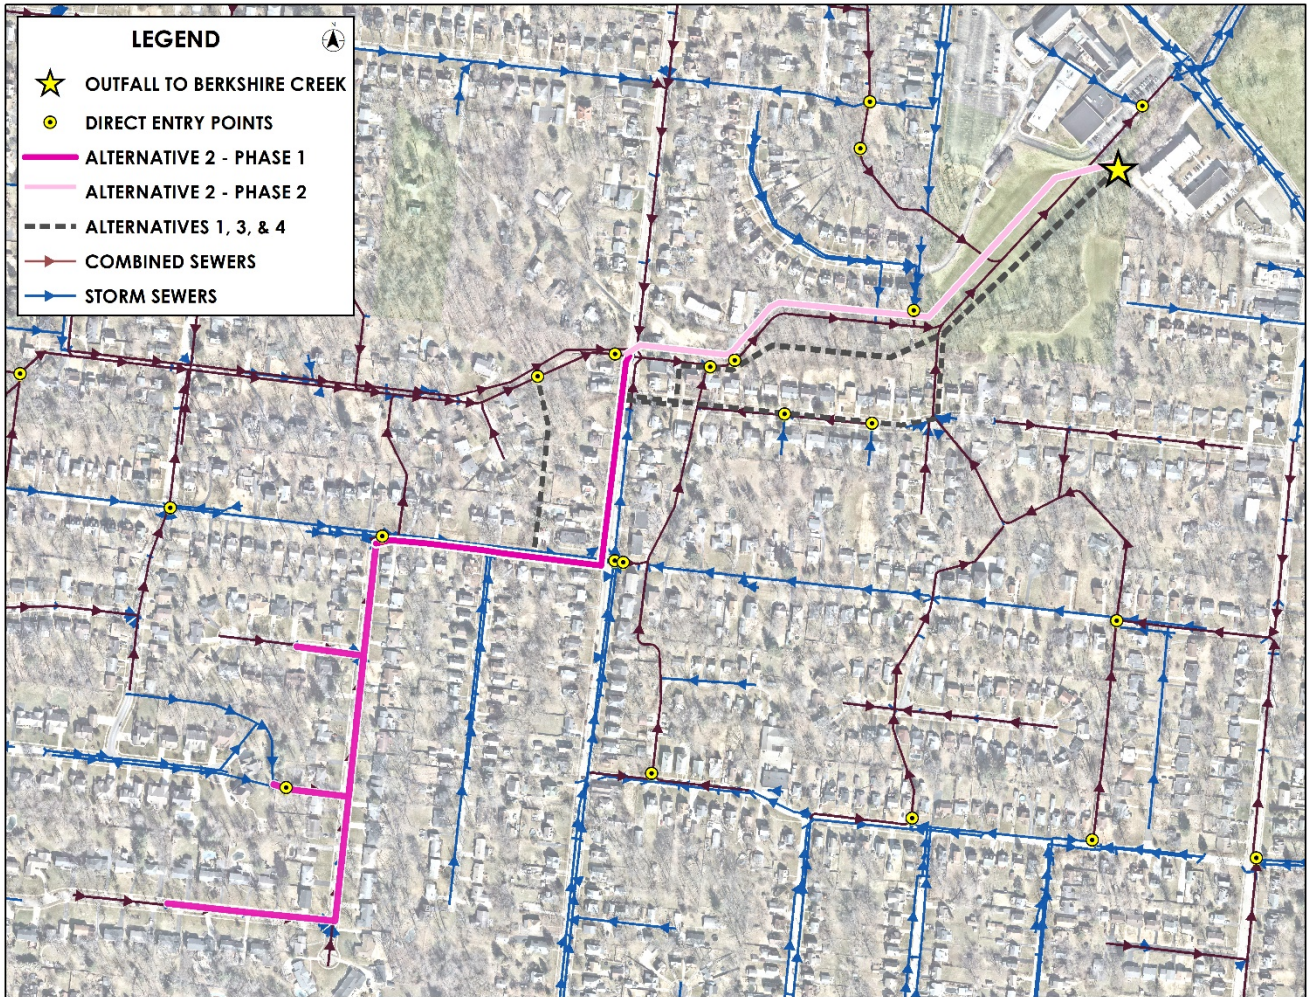 LEGEND
OUTFALL TO BERKSHIRE CREEK
DIRECT ENTRY POINTS
ALTERNATIVE 2 - PHASE 1
ALTERNATIVE 2 - PHASE 2
ALTERNATIVES 1, 3, & 4
COMBINED SEWERS
STORM SEWERS